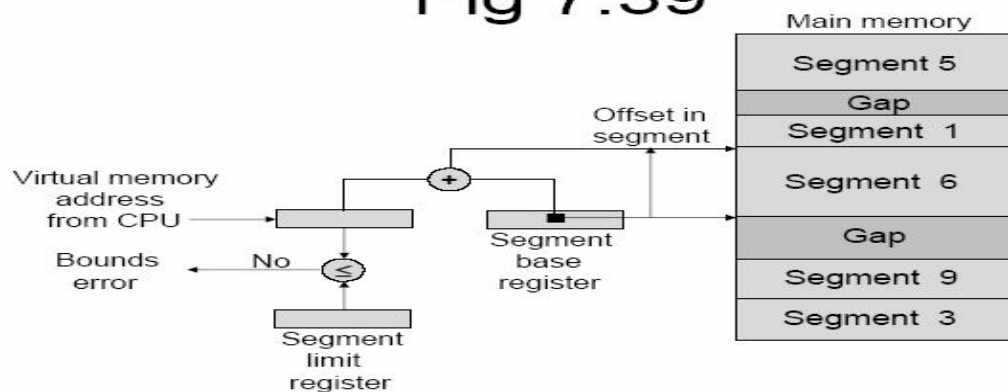 Fig 7.39
Main memory
Segment 5
Gap
Segment 1
Segment 6
Gap
Segment 9
Segment 3
Offset in
segment
Virtual memory
address
from CPU
+
Segment
base
register
Bounds
error
No
≤
Segment
limit
register